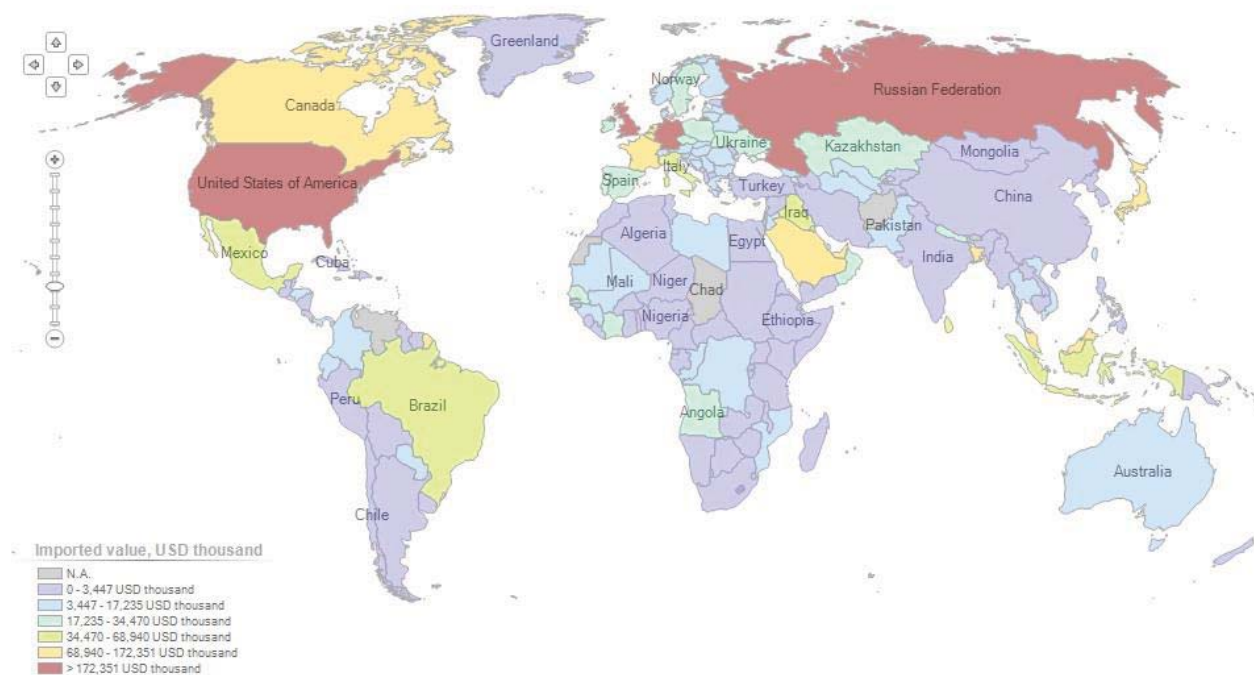 Greenland
Norway
Russian Federation
Canada
Ukraine
Kazakhstan
Mongolia
Italy
Spain
United States of America
Turkey
China
Iraq
Pakistan
Mexico
Algeria
Egypt
India
Cuba
Mali
Niger
Chad
Nigeria
Ethiopia
Peru
Brazil
Angola
Australia
Chile
Imported value, USD thousand
N.A.
0 - 3,447 USD thousand
3,447 - 17,235 USD thousand
17,235 - 34,470 USD thousand
34,470 - 68,940 USD thousand
68,940 - 172,351 USD thousand
> 172,351 USD thousand